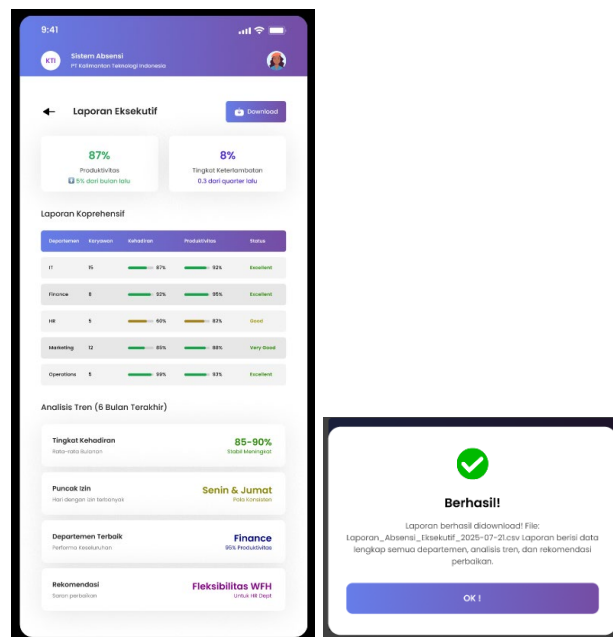 9:41
KTI
Sistem Absensi
PT Kalimantan Teknologi Indonesia
Laporan Eksekutif
Download
87%
Produktivitas
5% dari bulan lalu
8%
Tingkat Keterlambatan
0.3 dari quarter lalu
Laporan Koprehensif
Departemen Karyawan Kehadiran Produktivitas Status
IT 15 87% 92% Excellent
Finance 8 92% 95% Excellent
HR 5 60% 83% Good
Marketing 12 85% 88% Very Good
Operations 5 93% Excellent
Analisis Tren (6 Bulan Terakhir)
Tingkat Kehadiran 85-90%
Rata-rata Bulanan Stabil Meningkat
Puncak Izin Senin & Jumat
Hari dengan izin terbanyak Pola Konsisten
Departemen Terbaik Finance
Performa Keseluruhan 95% Produktivitas
Rekomendasi Fleksibilitas WFH
Saran perbaikan Untuk HR Dept
Berhasil!
Laporan berhasil didownload! File:
Laporan_Absensi_Eksekutif_2025-07-21.csv Laporan berisi data
lengkap semua departemen, analisis tren, dan rekomendasi
perbaikan.
OK !